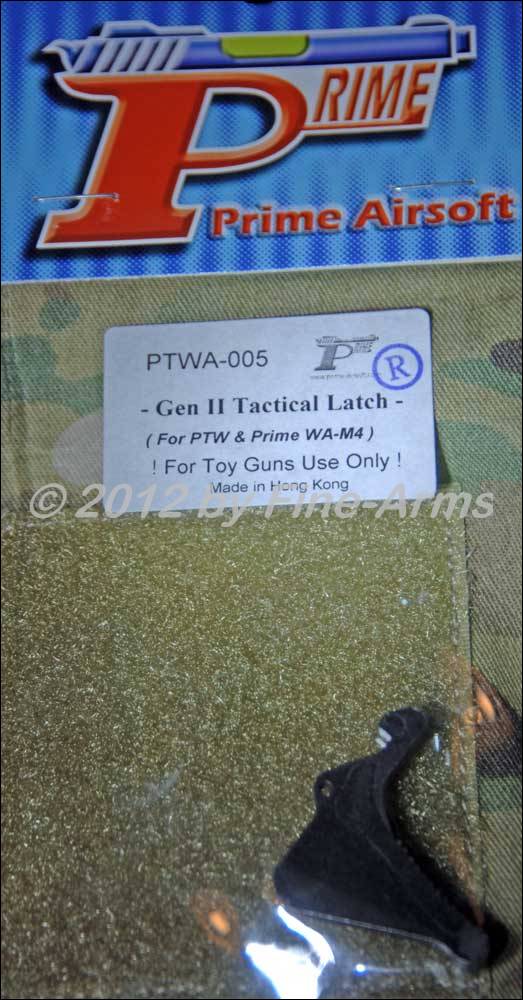 PRIME
Prime Airsoft
PTWA-005
PRIME
R
- Gen II Tactical Latch -
( For PTW & Prime WA-M4 )
! For Toy Guns Use Only !
Made in Hong Kong
© 2012 by Fine-Arms